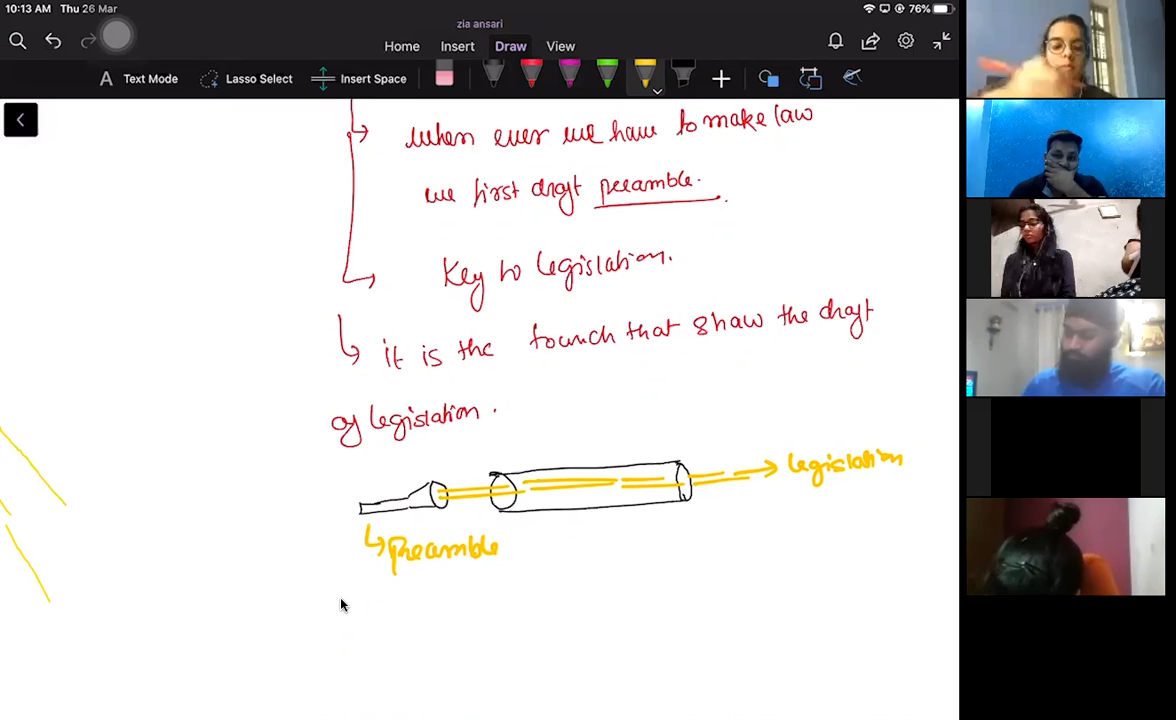 10:13 AM Thu 26 Mar
76%
zia ansari
Home Insert Draw View
Text Mode Lasso Select Insert Space
when ever we have to make law
we first draft preamble.
Key to legislation.
it is the tourch that shaw the draft
of legislation.
legislation
Preamble